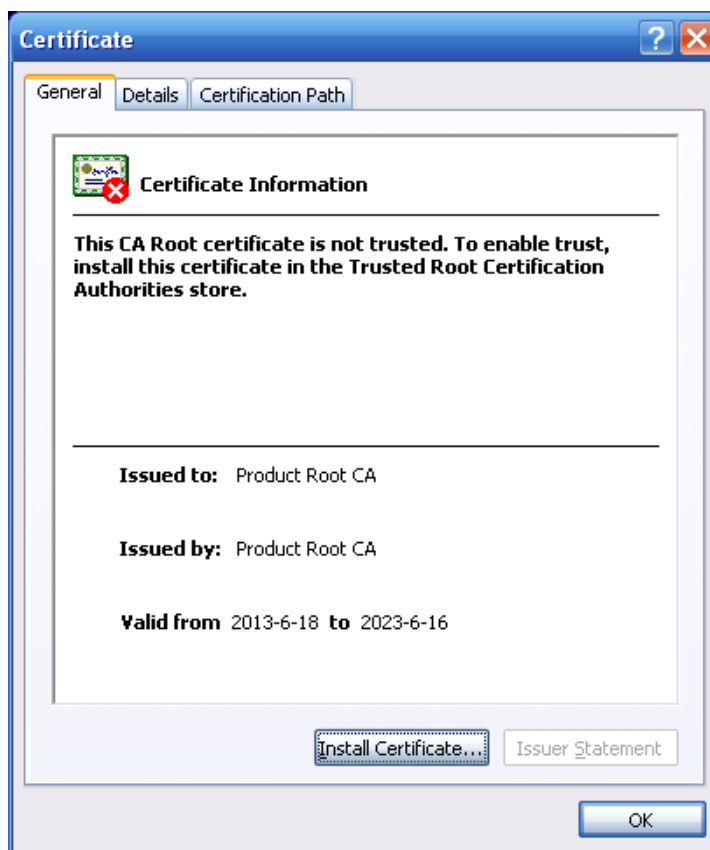 Certificate
General Details Certification Path
Certificate Information
This CA Root certificate is not trusted. To enable trust,
install this certificate in the Trusted Root Certification
Authorities store.
Issued to: Product Root CA
Issued by: Product Root CA
Valid from 2013-6-18 to 2023-6-16
Install Certificate... Issuer Statement
OK